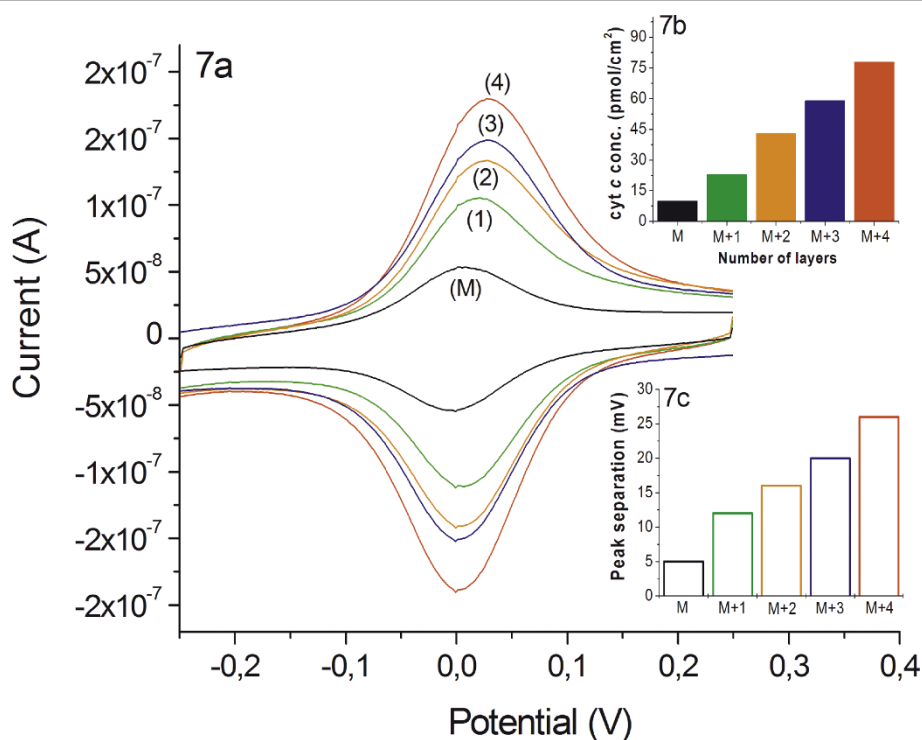 7a
2x10⁻⁷
2x10⁻⁷
1x10⁻⁷
5x10⁻⁸
0
-5x10⁻⁸
-1x10⁻⁷
-2x10⁻⁷
-2x10⁻⁷
Current (A)
(4)
(3)
(2)
(1)
(M)
-0,2 -0,1 0,0 0,1 0,2 0,3 0,4
Potential (V)
7b
90
75
60
45
30
15
0
cyt c conc. (pmol/cm²)
M M+1 M+2 M+3 M+4
Number of layers
7c
30
25
20
15
10
5
0
Peak separation (mV)
M M+1 M+2 M+3 M+4